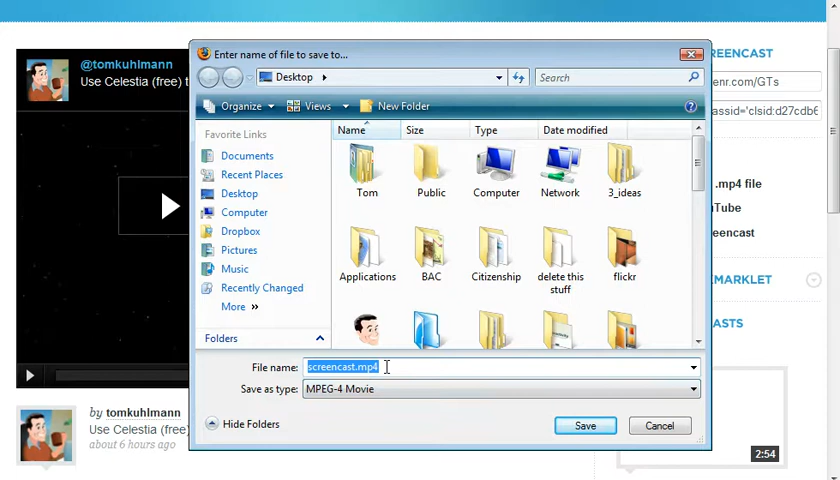 Enter name of file to save to...
REENCAST
@tomkuhlmann
Use Celestia (free) t
Desktop
Search
enr.com/GTs
Organize
Views
New Folder
assid='clsid:d27cdb6
Favorite Links
Name
Size
Type
Date modified
Documents
Recent Places
Desktop
Computer
Dropbox
Pictures
Music
Recently Changed
More
Folders
Tom
Public
Computer
Network
3_ideas
Applications
BAC
Citizenship
delete this
stuff
flickr
.mp4 file
uTube
eencast
KMARKLET
ASTS
File name:
screencast.mp4
Save as type:
MPEG-4 Movie
Hide Folders
Save
Cancel
by tomkuhlmann
Use Celestia (free)
about 6 hours ago
2:54